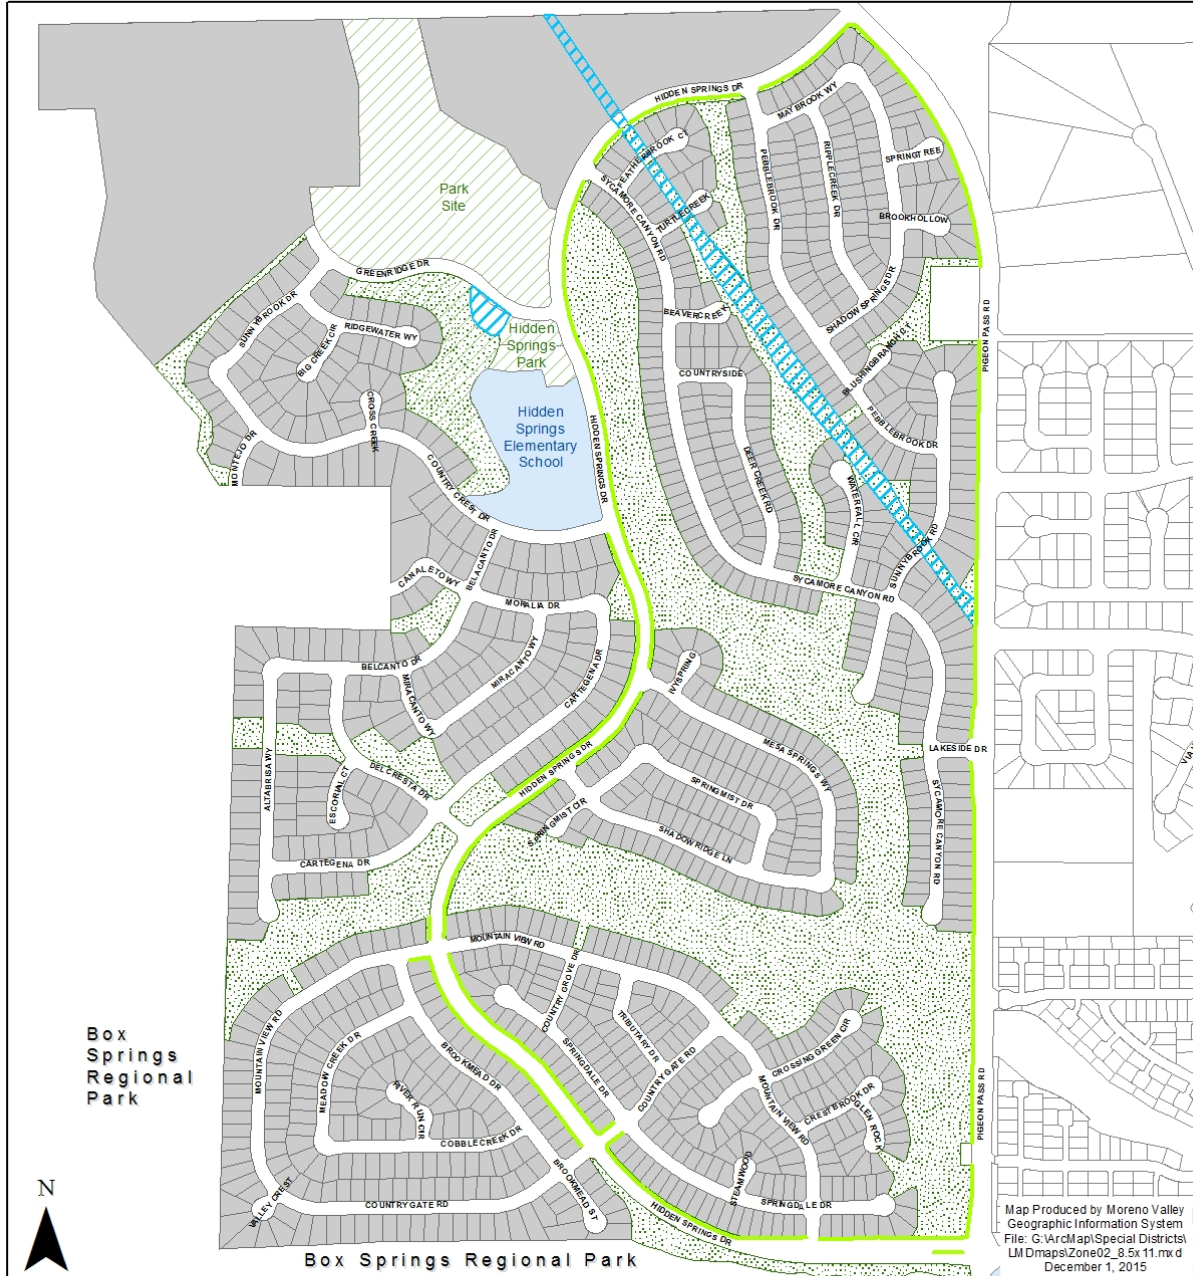 HIDDEN SPRINGS DR
MAYBROOK WY
FEATHERBROOK CT
SPRINGTREE
PEBBLEBROOK DR
RIPPLECREEK DR
SYCAMORE CANYON RD
Park
Site
TURTLECREEK
BROOKHOLLOW
GREENRIDGE DR
SHADOW SPRINGS DR
SUNNYBROOK DR
BEAVERCREEK
PIGEON PASS RD
RIDGEWATER WY
BIG CREEK CIR
Hidden
Springs
Park
BLUSHINGBRANCH CT
COUNTRYSIDE
CROSS CREEK
Hidden
Springs
Elementary
School
HIDDEN SPRINGS DR
PEBBLEBROOK DR
MONTEJO DR
COUNTRY CREST DR
DEER CREEK RD
WATERFALL CIR
SUNNYBROOK RD
BELACANTO DR
CANALETO WY
SYCAMORE CANYON RD
MORALIA DR
BELCANTO DR
MIRACANTO WY
MIRACANTO WY
CARTEGENA DR
IVYSPRING
ALTABRISA WY
HIDDEN SPRINGS DR
MESA SPRINGS WY
LAKESIDE DR
VIA
DELCRESTA DR
ESCORIAL CT
SPRINGMIST DR
SPRINGMIST CIR
SHADOW RIDGE LN
SYCAMORE CANYON RD
CARTEGENA DR
MOUNTAIN VIEW RD
COUNTRY GROVE DR
MOUNTAIN VIEW RD
Box
Springs
Regional
Park
MEADOW CREEK DR
BROOKMEAD DR
SPRINGDALE DR
TRIBUTARY DR
COUNTRYGATE RD
CROSSING GREEN CIR
RIVER RUN CIR
MOUNTAIN VIEW RD
CRESTBROOK DR
GLEN ROCK
PIGEON PASS RD
COBBLECREEK DR
BROOKMEAD ST
STEAMWOOD
VALLEY CREST
COUNTRYGATE RD
SPRINGDALE DR
HIDDEN SPRINGS DR
N
Box Springs Regional Park
Map Produced by Moreno Valley
Geographic Information System
File: G:\ArcMap\Special Districts\
LMDmaps\Zone02_8.5x11.mxd
December 1, 2015